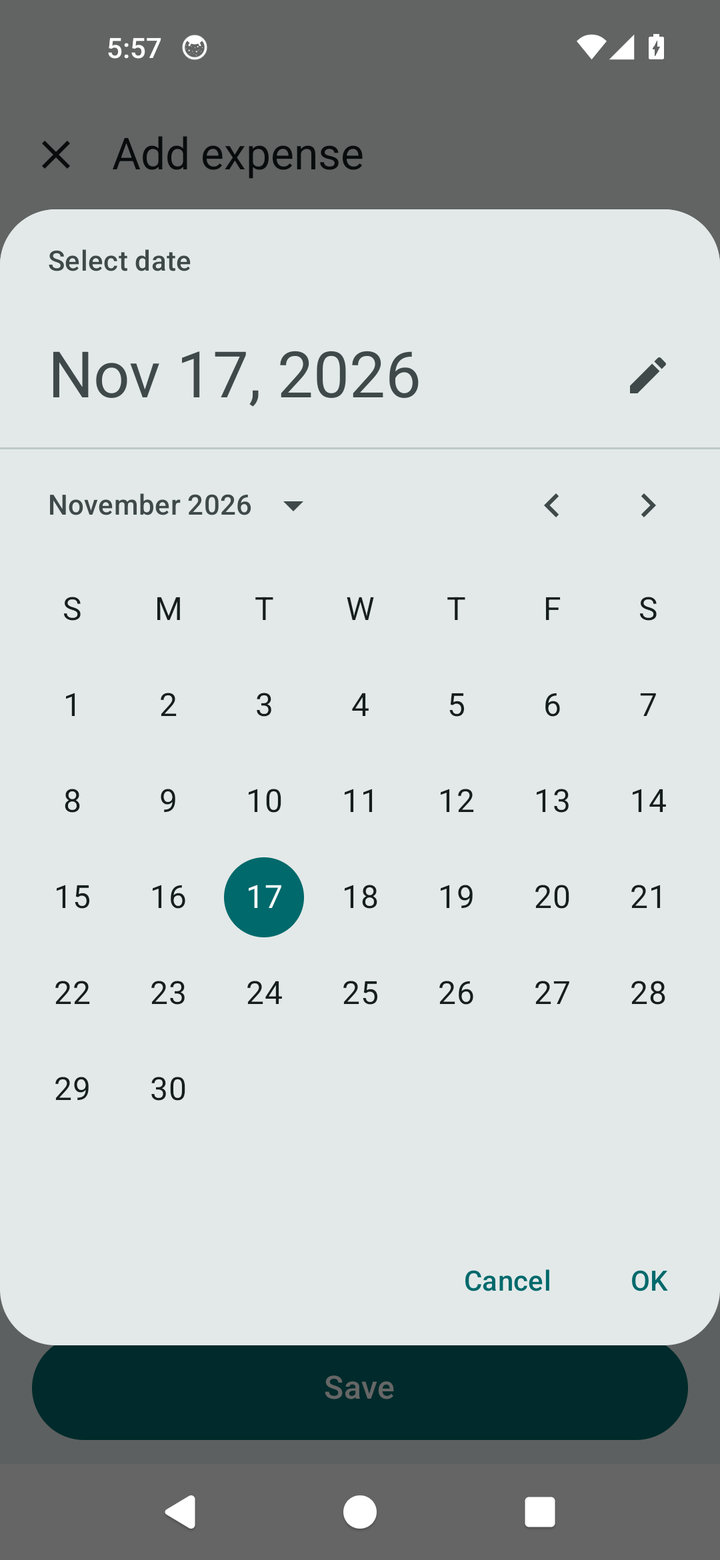 5:57
Add expense
Select date
Nov 17, 2026
November 2026
S M T W T F S
1 2 3 4 5 6 7
8 9 10 11 12 13 14
15 16 17 18 19 20 21
22 23 24 25 26 27 28
29 30
Cancel OK
Save